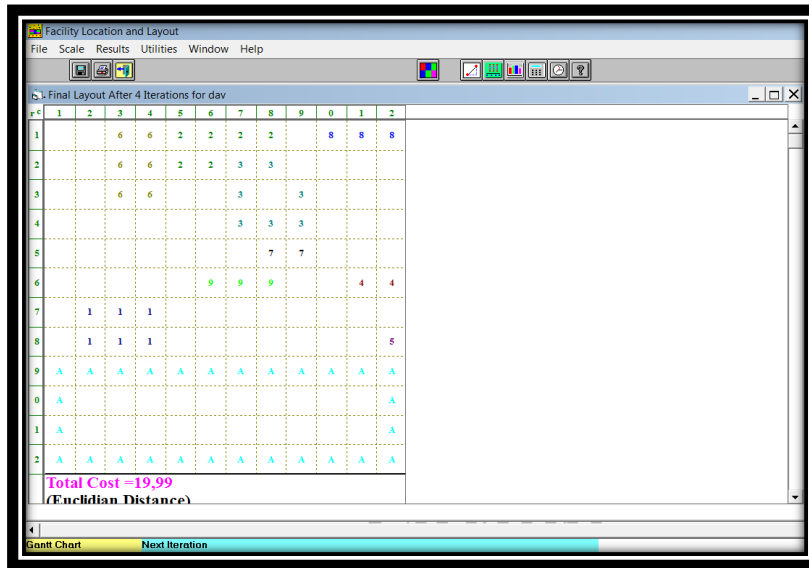 Facility Location and Layout
File Scale Results Utilities Window Help
Final Layout After 4 Iterations for dav
r c 1 2 3 4 5 6 7 8 9 0 1 2
1 6 6 2 2 2 2 8 8 8
2 6 6 2 2 3 3
3 6 6 3 3
4 3 3 3
5 7 7
6 9 9 9 4 4
7 1 1 1
8 1 1 1 5
9 A A A A A A A A A A A A
0 A A
1 A A
2 A A A A A A A A A A A A
Total Cost =19,99
(Euclidian Distance)
Gantt Chart Next Iteration